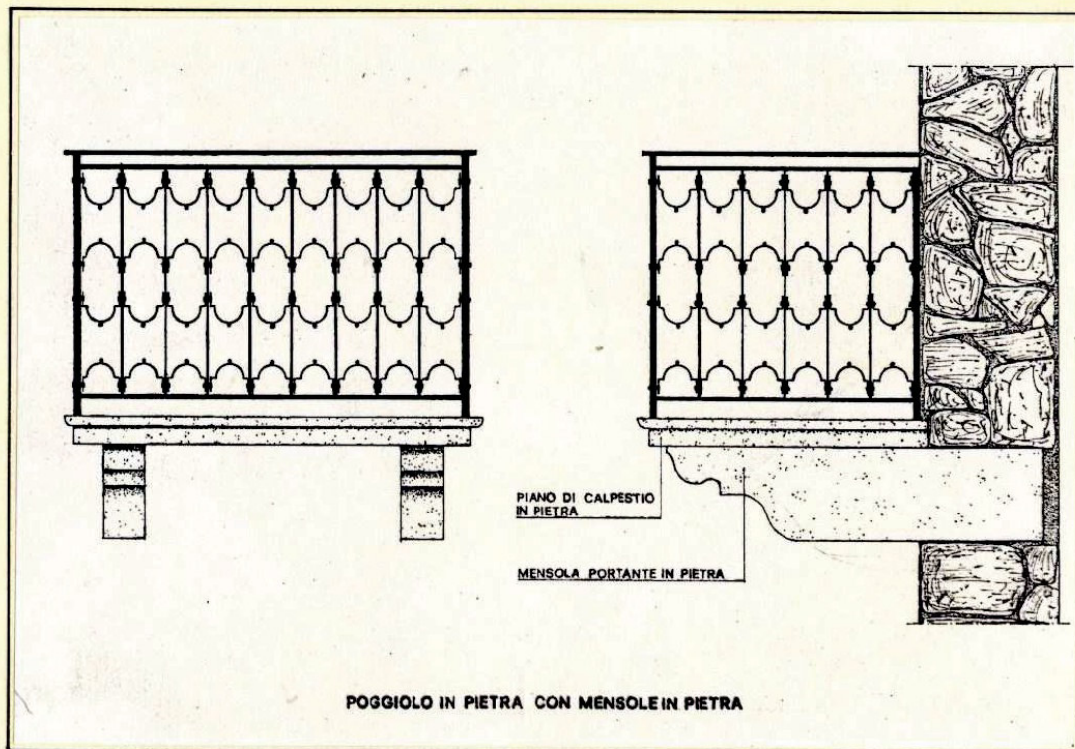 PIANO DI CALPESTIO
IN PIETRA
MENSOLA PORTANTE IN PIETRA
POGGIOLO IN PIETRA CON MENSOLE IN PIETRA